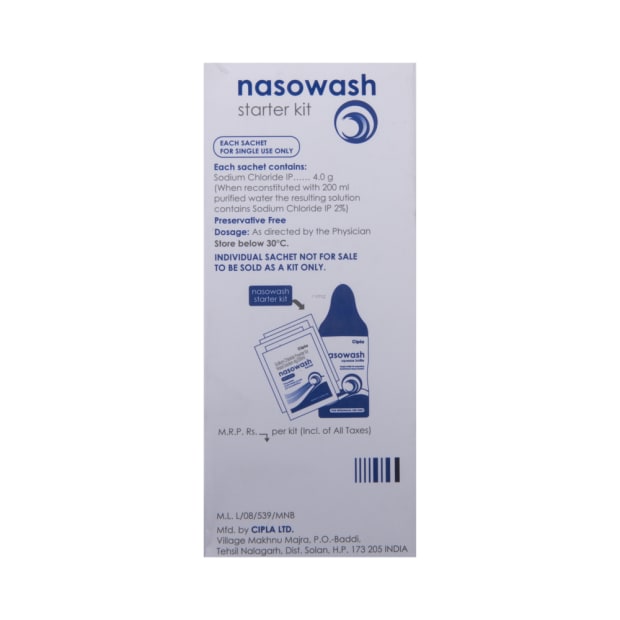 nasowash
starter kit
EACH SACHET
FOR SINGLE USE ONLY
Each sachet contains:
Sodium Chloride IP...... 4.0 g
(When reconstituted with 200 ml
purified water the resulting solution
contains Sodium Chloride IP 2%)
Preservative Free
Dosage: As directed by the Physician
Store below 30°C.
INDIVIDUAL SACHET NOT FOR SALE
TO BE SOLD AS A KIT ONLY.
nasowash
starter kit
Cipla
nasowash
asowash
M.R.P. Rs. per kit (Incl. of All Taxes)
M.L. L/08/539/MNB
Mfd. by CIPLA LTD.
Village Makhnu Majra, P.O.-Baddi,
Tehsil Nalagarh, Dist. Solan, H.P. 173 205 INDIA